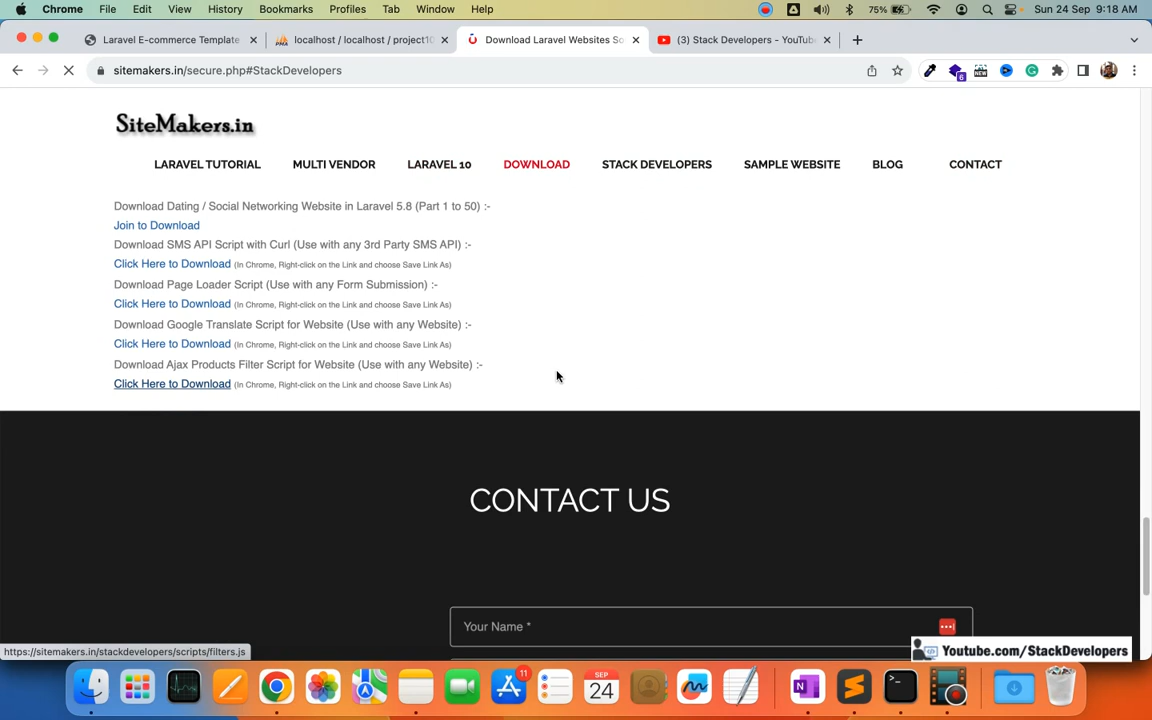 Chrome File Edit View History Bookmarks Profiles Tab Window Help 75% Sun 24 Sep 9:18 AM
Laravel E-commerce Template localhost / localhost / project10 Download Laravel Websites So (3) Stack Developers - YouTube
sitemakers.in/secure.php#StackDevelopers
NEW
6
SiteMakers.in
LARAVEL TUTORIAL MULTI VENDOR LARAVEL 10 DOWNLOAD STACK DEVELOPERS SAMPLE WEBSITE BLOG CONTACT
Download Dating / Social Networking Website in Laravel 5.8 (Part 1 to 50) :-
Join to Download
Download SMS API Script with Curl (Use with any 3rd Party SMS API) :-
Click Here to Download (In Chrome, Right-click on the Link and choose Save Link As)
Download Page Loader Script (Use with any Form Submission) :-
Click Here to Download (In Chrome, Right-click on the Link and choose Save Link As)
Download Google Translate Script for Website (Use with any Website) :-
Click Here to Download (In Chrome, Right-click on the Link and choose Save Link As)
Download Ajax Products Filter Script for Website (Use with any Website) :-
Click Here to Download (In Chrome, Right-click on the Link and choose Save Link As)
CONTACT US
Your Name *
https://sitemakers.in/stackdevelopers/scripts/filters.js
Youtube.com/StackDevelopers
11
SEP
24